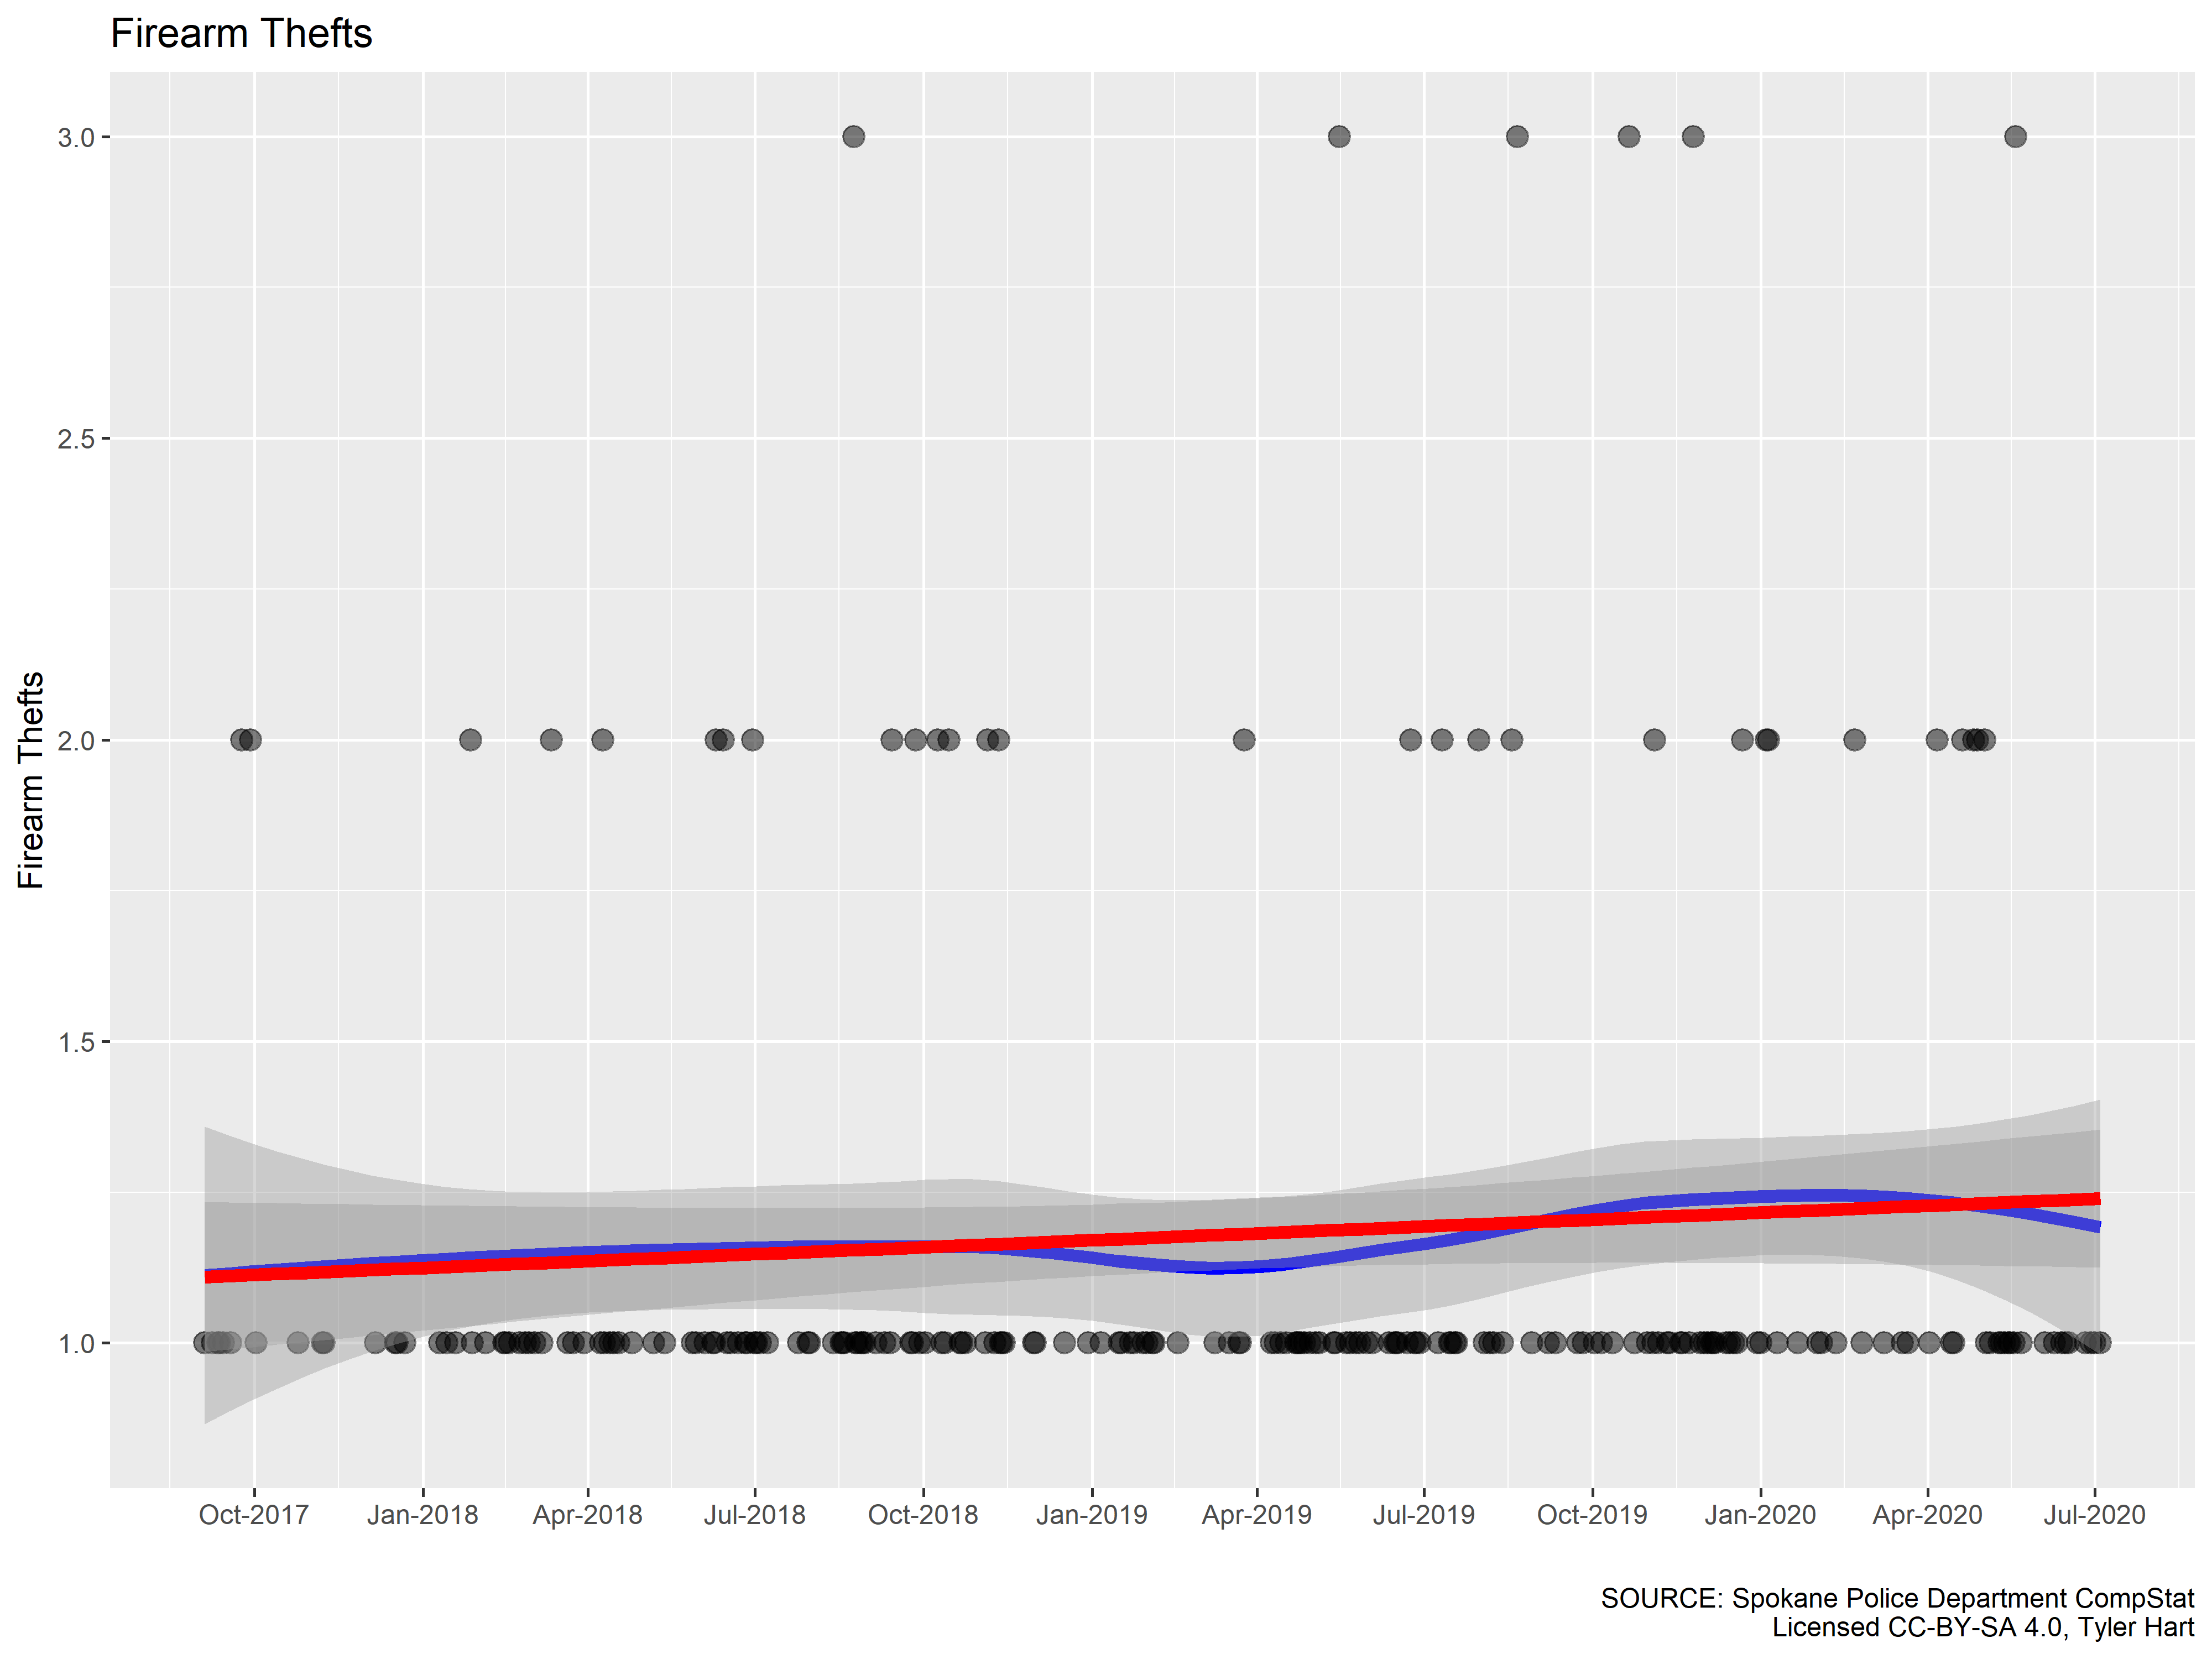 Firearm Thefts
Firearm Thefts
3.0
2.5
2.0
1.5
1.0
Oct-2017 Jan-2018 Apr-2018 Jul-2018 Oct-2018 Jan-2019 Apr-2019 Jul-2019 Oct-2019 Jan-2020 Apr-2020 Jul-2020
SOURCE: Spokane Police Department CompStat
Licensed CC-BY-SA 4.0, Tyler Hart